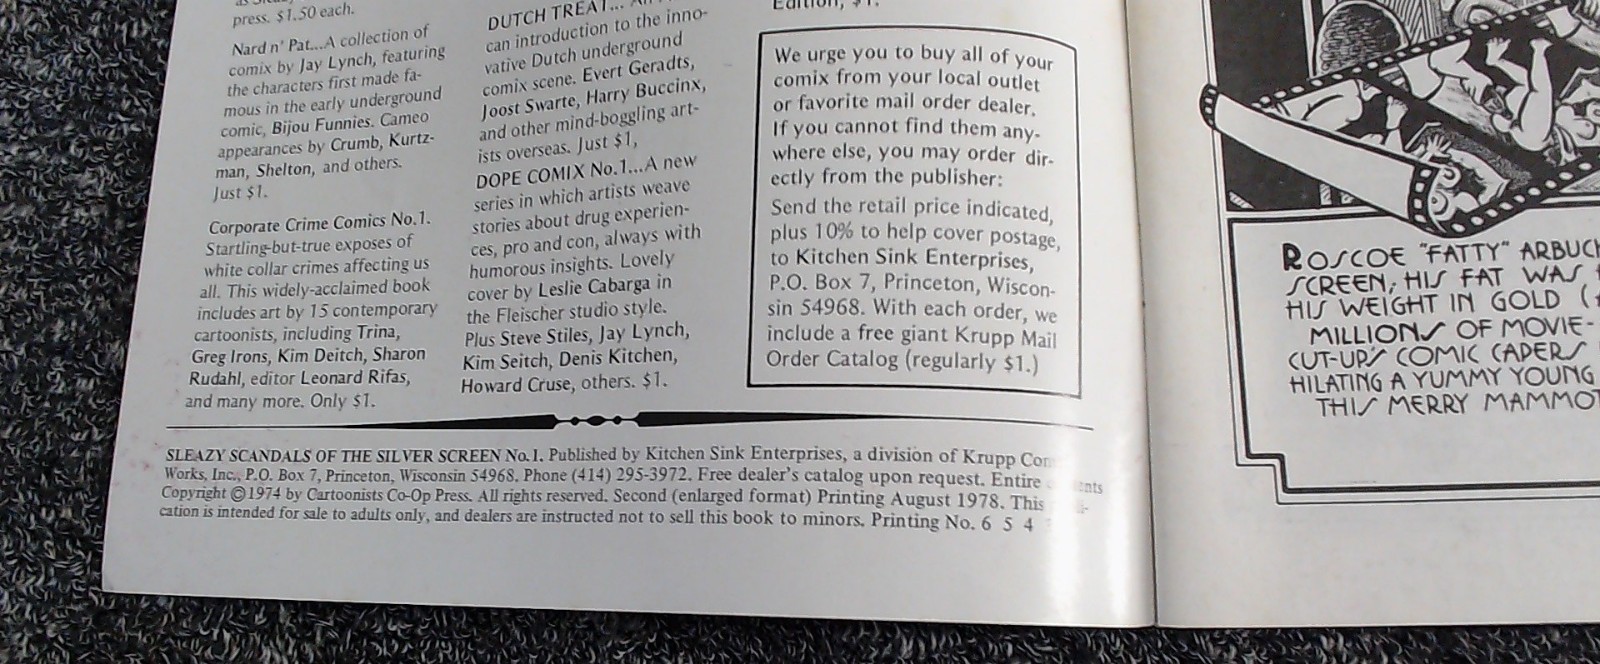 press. $1.50 each.
Nard n' Pat...A collection of
comix by Jay Lynch, featuring
the characters first made fa-
mous in the early underground
comic, Bijou Funnies. Cameo
appearances by Crumb, Kurtz-
man, Shelton, and others.
Just $1.
Corporate Crime Comics No.1.
Startling-but-true exposes of
white collar crimes affecting us
all. This widely-acclaimed book
includes art by 15 contemporary
cartoonists, including Trina,
Greg Irons, Kim Deitch, Sharon
Rudahl, editor Leonard Rifas,
and many more. Only $1.
DUTCH TREAT...
can introduction to the inno-
vative Dutch underground
comix scene. Evert Geradts,
Joost Swarte, Harry Buccinx,
and other mind-boggling art-
ists overseas. Just $1,
DOPE COMIX No.1...A new
series in which artists weave
stories about drug experien-
ces, pro and con, always with
humorous insights. Lovely
cover by Leslie Cabarga in
the Fleischer studio style.
Plus Steve Stiles, Jay Lynch,
Kim Seitch, Denis Kitchen,
Howard Cruse, others. $1.
Edition, $1.
We urge you to buy all of your
comix from your local outlet
or favorite mail order dealer.
If you cannot find them any-
where else, you may order dir-
ectly from the publisher:
Send the retail price indicated,
plus 10% to help cover postage,
to Kitchen Sink Enterprises,
P.O. Box 7, Princeton, Wiscon-
sin 54968. With each order, we
include a free giant Krupp Mail
Order Catalog (regularly $1.)
SLEAZY SCANDALS OF THE SILVER SCREEN No.1. Published by Kitchen Sink Enterprises, a division of Krupp
Works, Inc., P.O. Box 7, Princeton, Wisconsin 54968. Phone (414) 295-3972. Free dealer's catalog upon request. Entire
Copyright ©1974 by Cartoonists Co-Op Press. All rights reserved. Second (enlarged format) Printing August 1978. This
cation is intended for sale to adults only, and dealers are instructed not to sell this book to minors. Printing No. 6 5 4
ROSCOE "FATTY"
SCREEN; HIS FAT WAS
HIS WEIGHT IN GOLD (
MILLIONS OF MOVIE-
CUT-UP'S COMIC CAPERS
HILATING A YUMMY YOUNG
THIS MERRY